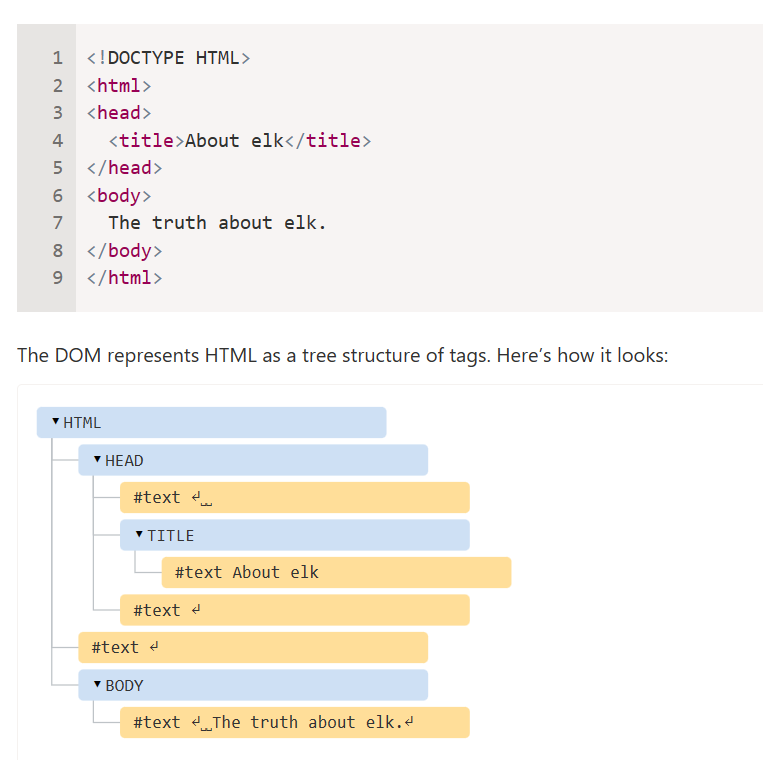 1 <!DOCTYPE HTML>
2 <html>
3 <head>
4   <title>About elk</title>
5 </head>
6 <body>
7   The truth about elk.
8 </body>
9 </html>
The DOM represents HTML as a tree structure of tags. Here’s how it looks:
▼ HTML
▼ HEAD
#text ↵␣␣
▼ TITLE
#text About elk
#text ↵
#text ↵
▼ BODY
#text ↵␣␣The truth about elk.↵